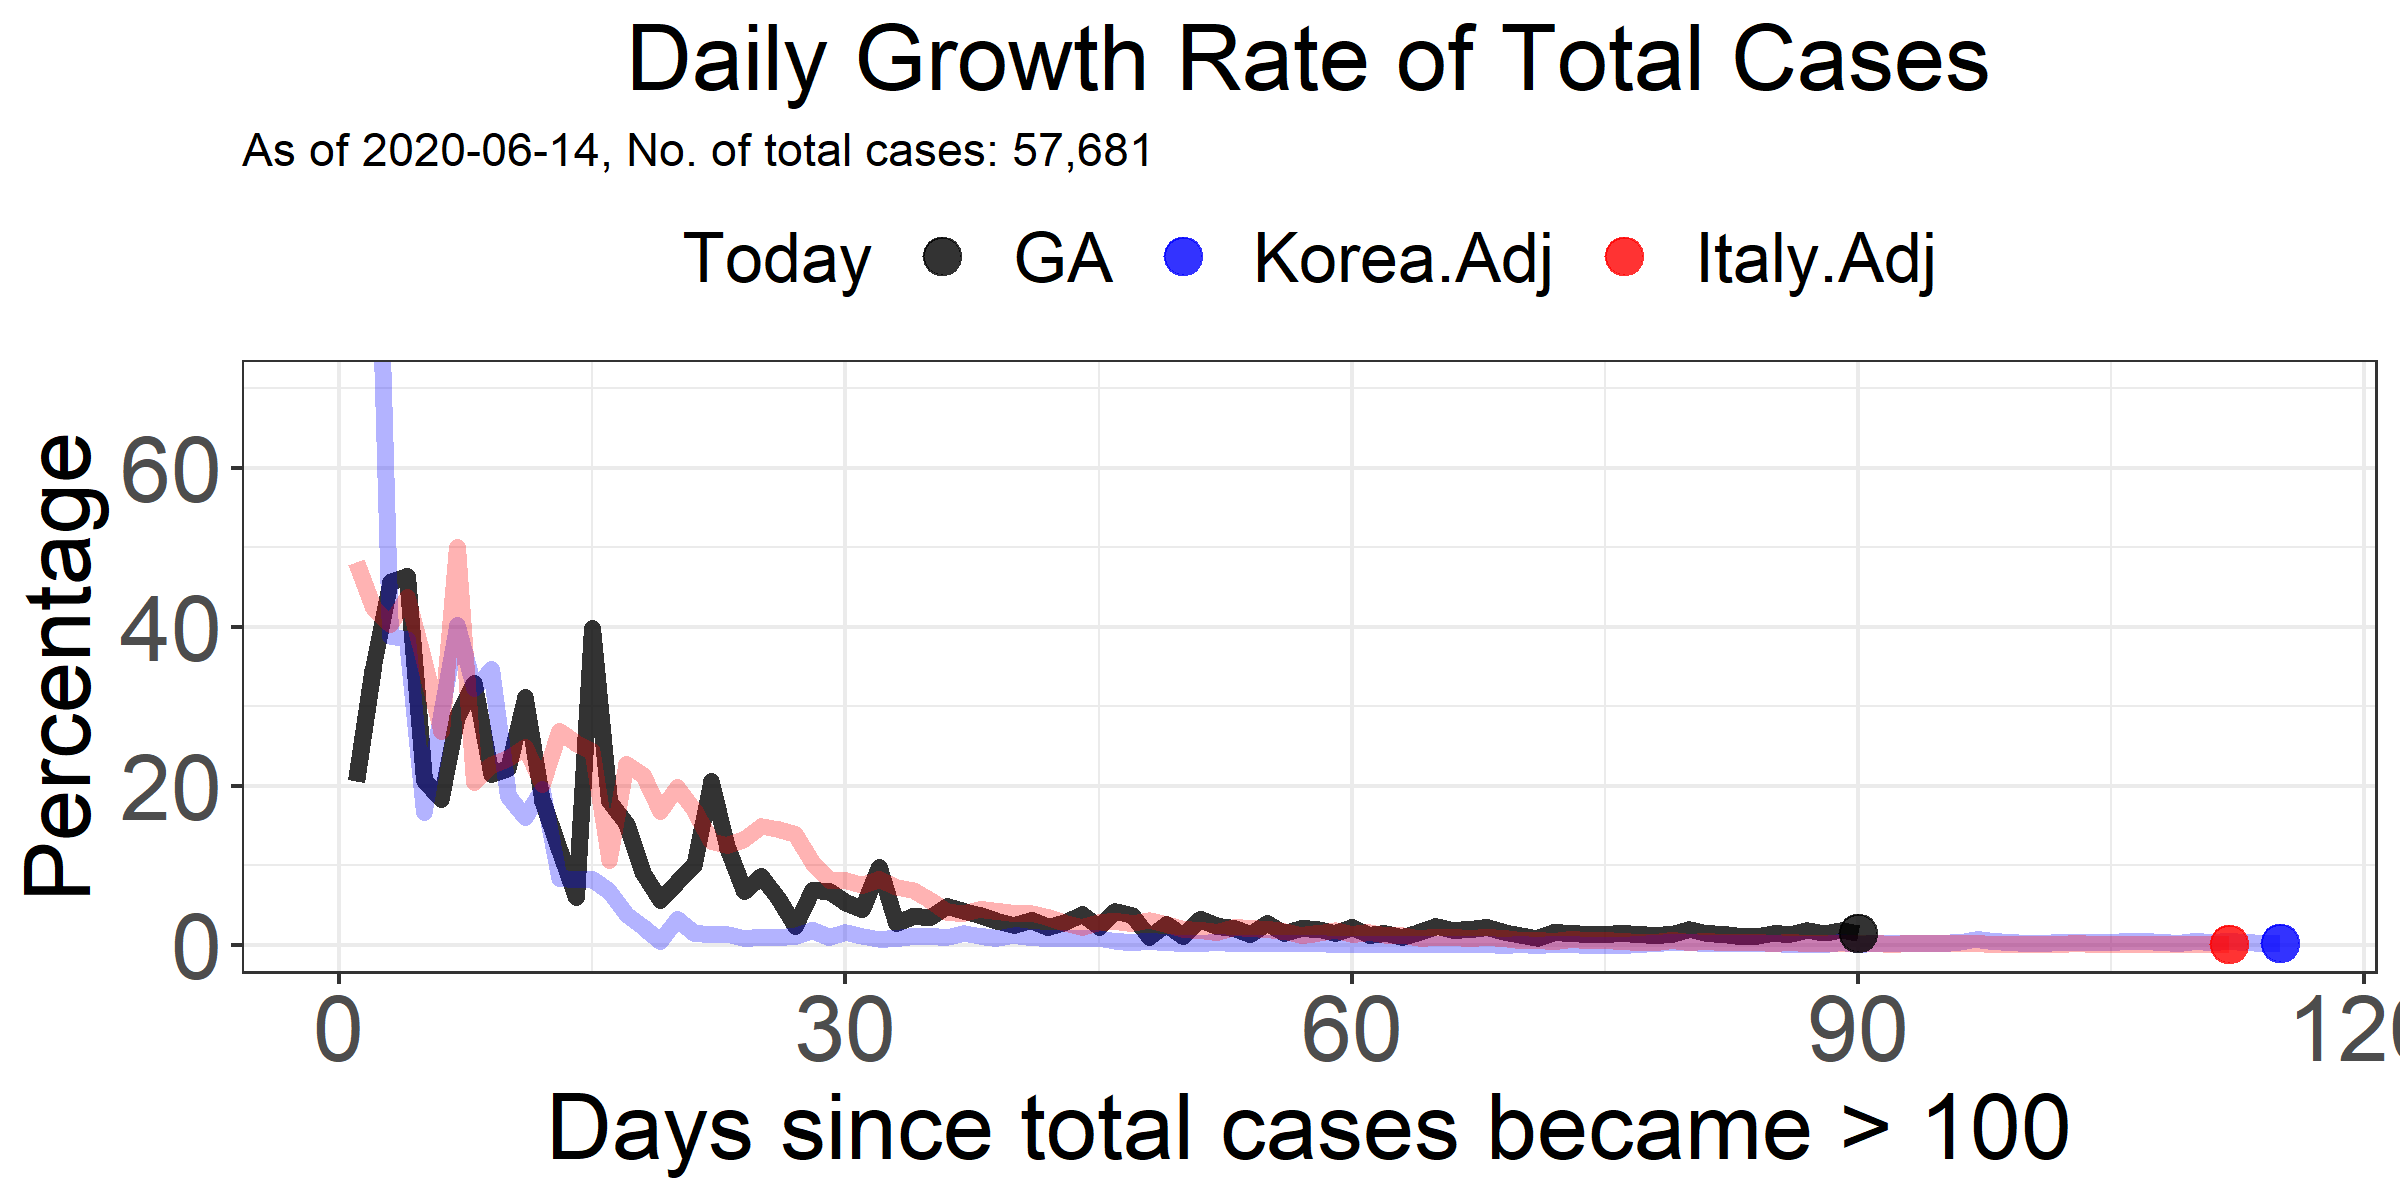 Daily Growth Rate of Total Cases
As of 2020-06-14, No. of total cases: 57,681
Today GA Korea.Adj Italy.Adj
Percentage
60
40
20
0
0 30 60 90 120
Days since total cases became > 100